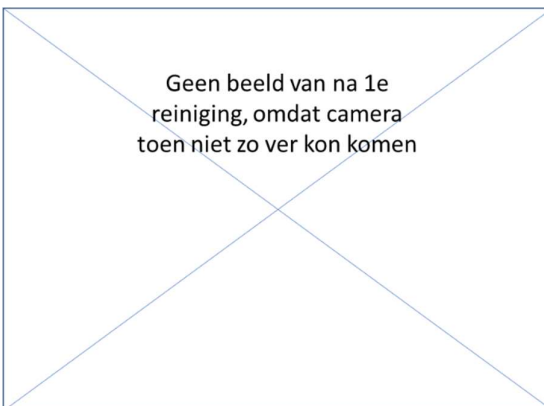 Geen beeld van na 1e
reiniging, omdat camera
toen niet zo ver kon komen